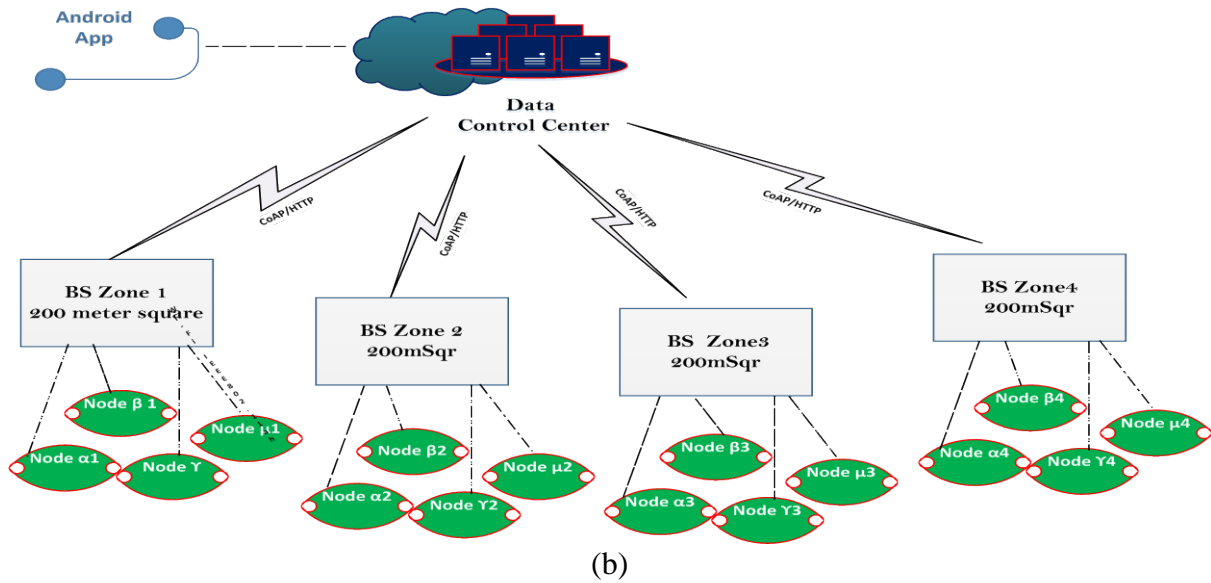 Android
App
Data
Control Center
CoAP/HTTP
CoAP/HTTP
CoAP/HTTP
CoAP/HTTP
BS Zone 1
200 meter square
BS Zone 2
200mSqr
BS Zone3
200mSqr
BS Zone4
200mSqr
Node β 1
Node μ1
Node α1
Node ϒ
Node β2
Node μ2
Node α2
Node ϒ2
Node β3
Node μ3
Node α3
Node ϒ3
Node β4
Node μ4
Node α4
Node ϒ4
(b)